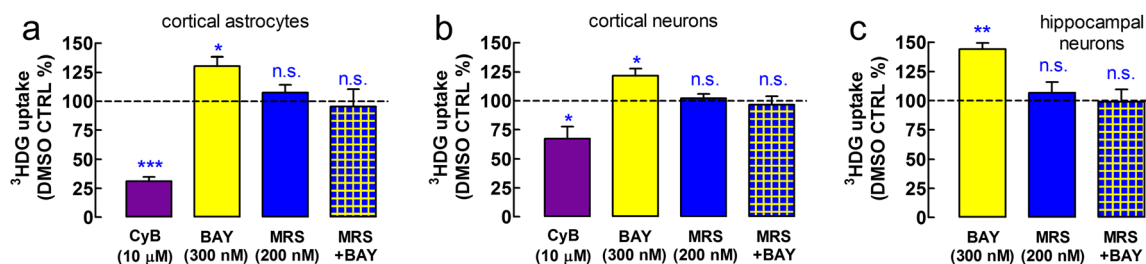 a
cortical astrocytes
³HDG uptake
(DMSO CTRL %)
150
125
100
75
50
25
0
***
*
n.s.
n.s.
CyB
(10 μM)
BAY
(300 nM)
MRS
(200 nM)
MRS
+BAY
b
cortical neurons
³HDG uptake
(DMSO CTRL %)
150
125
100
75
50
25
0
*
*
n.s.
n.s.
CyB
(10 μM)
BAY
(300 nM)
MRS
(200 nM)
MRS
+BAY
c
hippocampal
neurons
³HDG uptake
(DMSO CTRL %)
150
125
100
75
50
25
0
**
n.s.
n.s.
BAY
(300 nM)
MRS
(200 nM)
MRS
+BAY